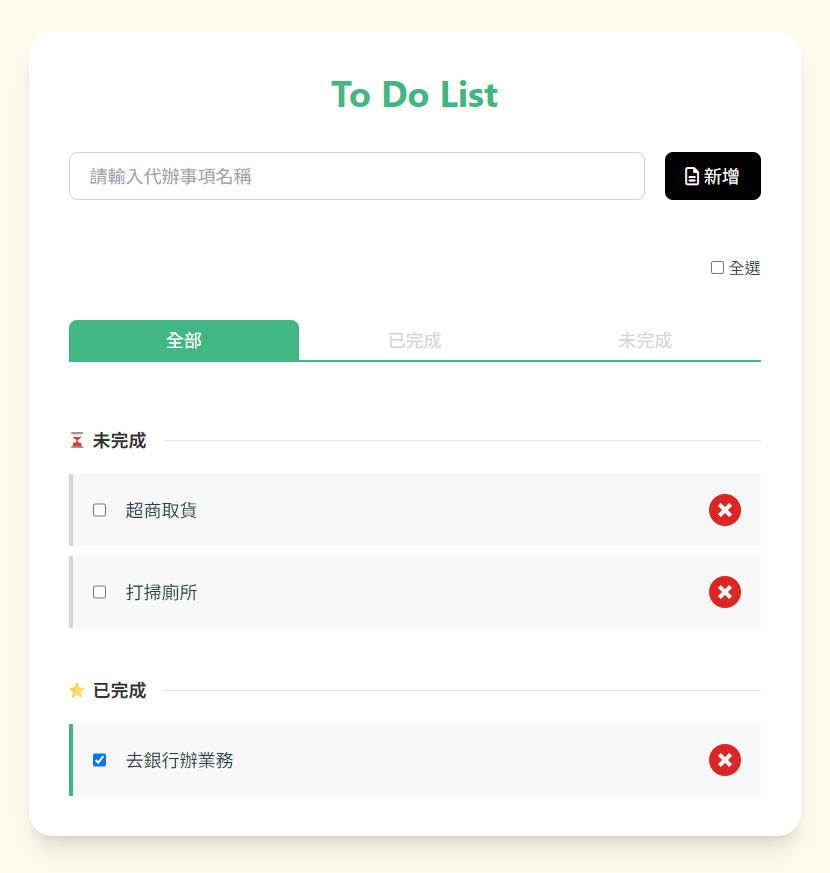 To Do List
請輸入代辦事項名稱
新增
全選
全部
已完成
未完成
未完成
超商取貨
打掃廁所
已完成
去銀行辦業務